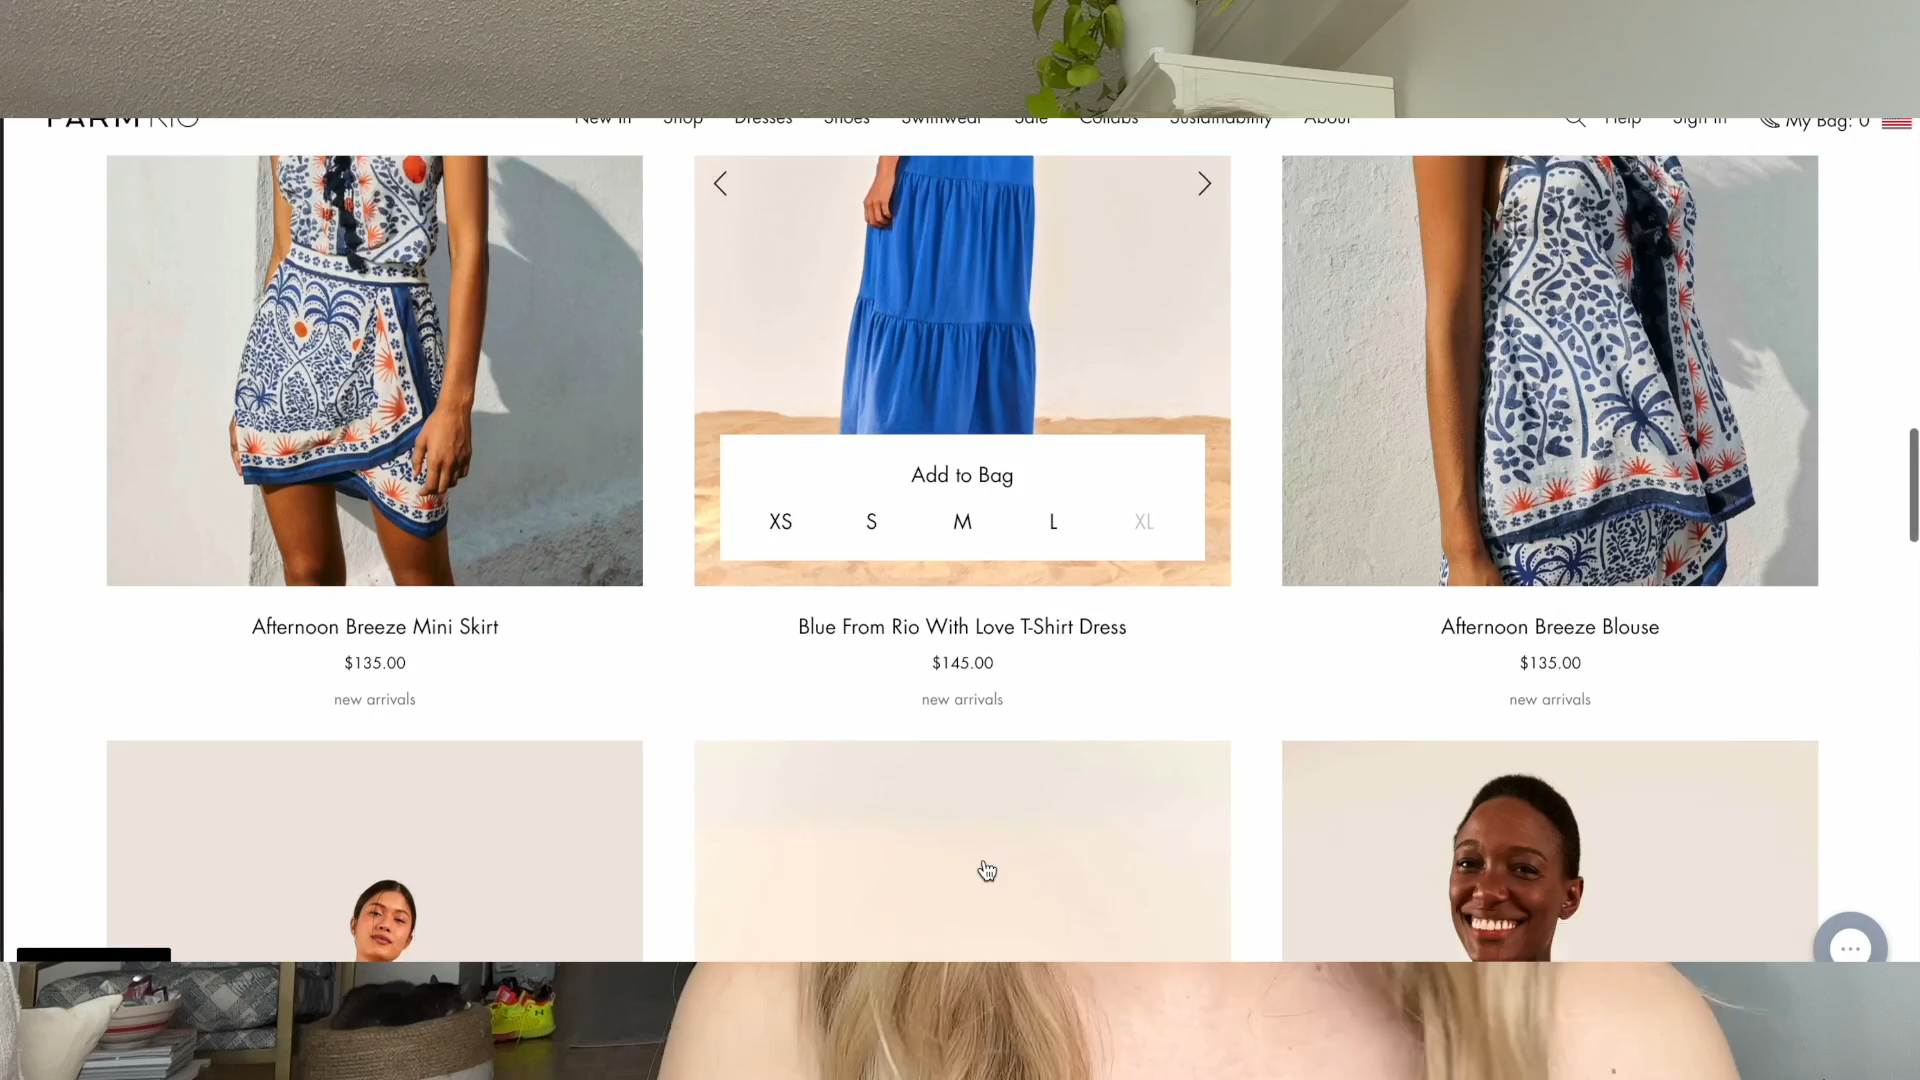 FARM RIO
New In Shop Dresses Shoes Swimwear Sale Collabs Sustainability About
Help Sign In My Bag: 0
Add to Bag
XS S M L XL
Afternoon Breeze Mini Skirt
$135.00
new arrivals
Blue From Rio With Love T-Shirt Dress
$145.00
new arrivals
Afternoon Breeze Blouse
$135.00
new arrivals